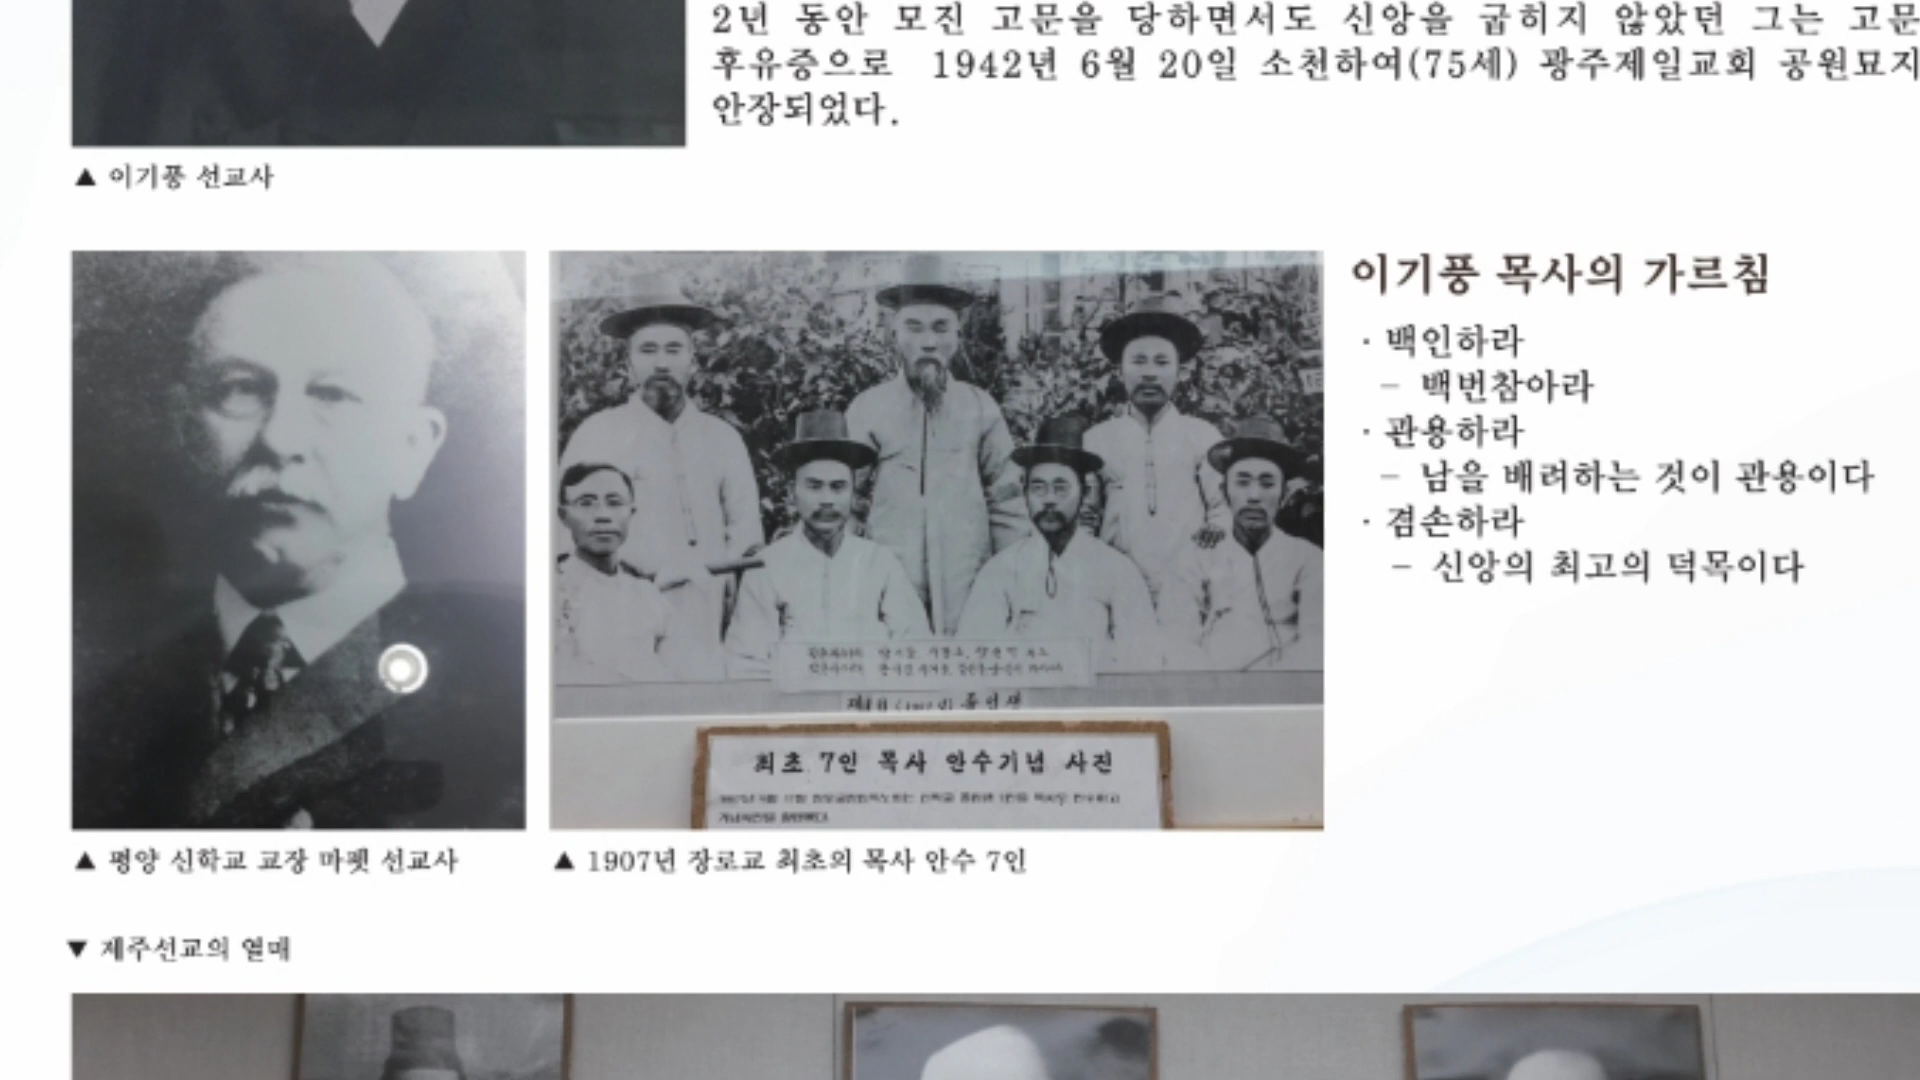 2년 동안 모진 고문을 당하면서도 신앙을 굽히지 않았던 그는 고문
후유증으로 1942년 6월 20일 소천하여(75세) 광주제일교회 공원묘지
안장되었다.
▲ 이기풍 선교사
이기풍 목사의 가르침
· 백인하라
- 백번참아라
· 관용하라
- 남을 배려하는 것이 관용이다
· 겸손하라
- 신앙의 최고의 덕목이다
최초 7인 목사 안수기념 사진
▲ 평양 신학교 교장 마펫 선교사
▲ 1907년 장로교 최초의 목사 안수 7인
▼ 제주선교의 열매